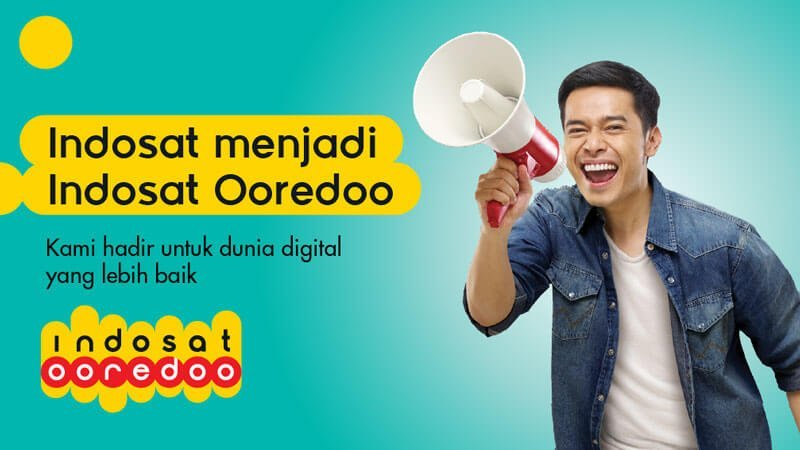 Indosat menjadi
Indosat Ooredoo
Kami hadir untuk dunia digital
yang lebih baik
indosat
ooredoo